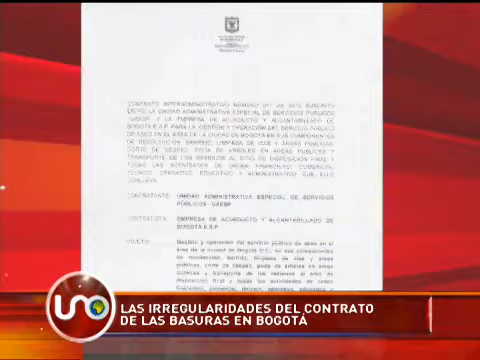 CONTRATO INTERADMINISTRATIVO NÚMERO 017 DE 2012 SUSCRITO
ENTRE LA UNIDAD ADMINISTRATIVA ESPECIAL DE SERVICIOS PÚBLICOS
-UAESP- Y LA EMPRESA DE ACUEDUCTO Y ALCANTARILLADO DE
BOGOTÁ E.S.P PARA LA GESTIÓN Y OPERACIÓN DEL SERVICIO PÚBLICO
DE ASEO EN EL ÁREA DE LA CIUDAD DE BOGOTÁ EN SUS COMPONENTES
DE RECOLECCIÓN, BARRIDO, LIMPIEZA DE VÍAS Y ÁREAS PÚBLICAS,
CORTE DE CÉSPED, PODA DE ÁRBOLES EN ÁREAS PÚBLICAS Y
TRANSPORTE DE LOS RESIDUOS AL SITIO DE DISPOSICIÓN FINAL Y
TODAS LAS ACTIVIDADES DE ORDEN FINANCIERO, COMERCIAL,
TÉCNICO, OPERATIVO, EDUCATIVO Y ADMINISTRATIVO QUE ELLO
CONLLEVA
CONTRATANTE: UNIDAD ADMINISTRATIVA ESPECIAL DE SERVICIOS
PÚBLICOS - UAESP
CONTRATISTA: EMPRESA DE ACUEDUCTO Y ALCANTARILLADO DE
BOGOTÁ E.S.P
OBJETO: Gestión y operación del servicio público de aseo en el
área de la ciudad de Bogotá D.C., en sus componentes
de recolección, barrido, limpieza de vías y áreas
públicas, corte de césped, poda de árboles en áreas
públicas y transporte de los residuos al sitio de
disposición final y todas las actividades de orden
financiero, comercial, técnico, operativo, educativo y
UNO
LAS IRREGULARIDADES DEL CONTRATO
DE LAS BASURAS EN BOGOTÁ